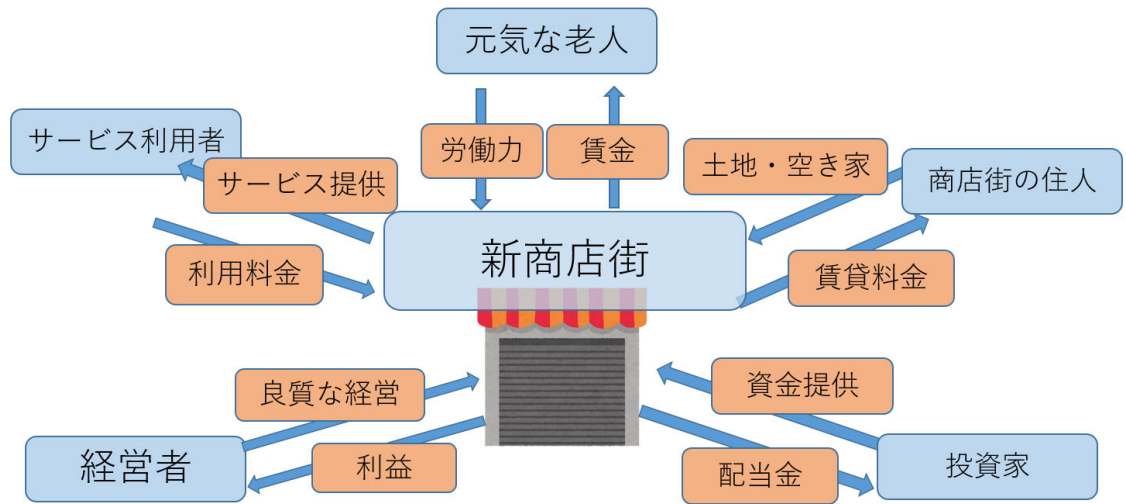 元気な老人
サービス利用者
労働力
賃金
土地・空き家
商店街の住人
サービス提供
新商店街
利用料金
賃貸料金
良質な経営
資金提供
経営者
利益
配当金
投資家